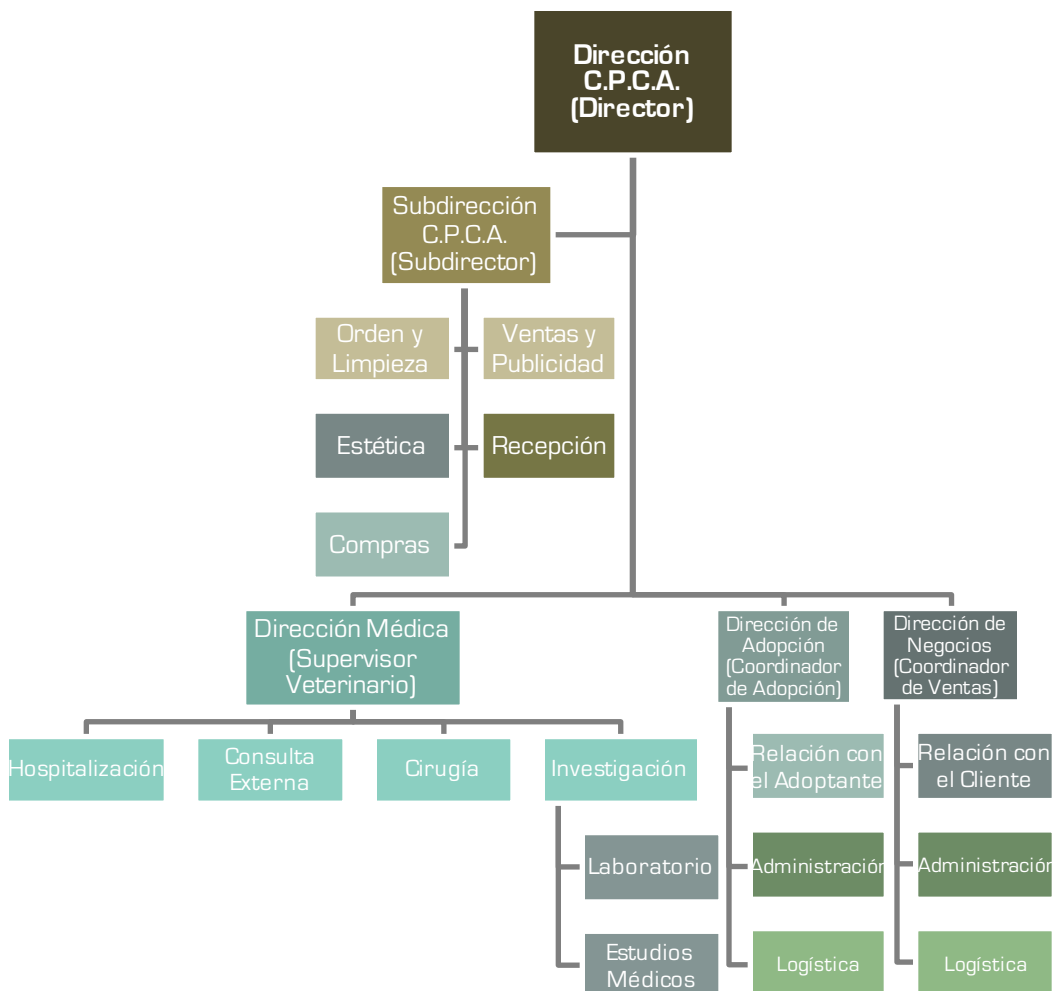 Dirección
C.P.C.A.
(Director)
Subdirección
C.P.C.A.
(Subdirector)
Orden y
Limpieza
Ventas y
Publicidad
Estética
Recepción
Compras
Dirección Médica
(Supervisor
Veterinario)
Dirección de
Adopción
(Coordinador
de Adopción)
Dirección de
Negocios
(Coordinador
de Ventas)
Hospitalización
Consulta
Externa
Cirugía
Investigación
Relación con
el Adoptante
Relación con
el Cliente
Laboratorio
Administración
Administración
Estudios
Médicos
Logística
Logística